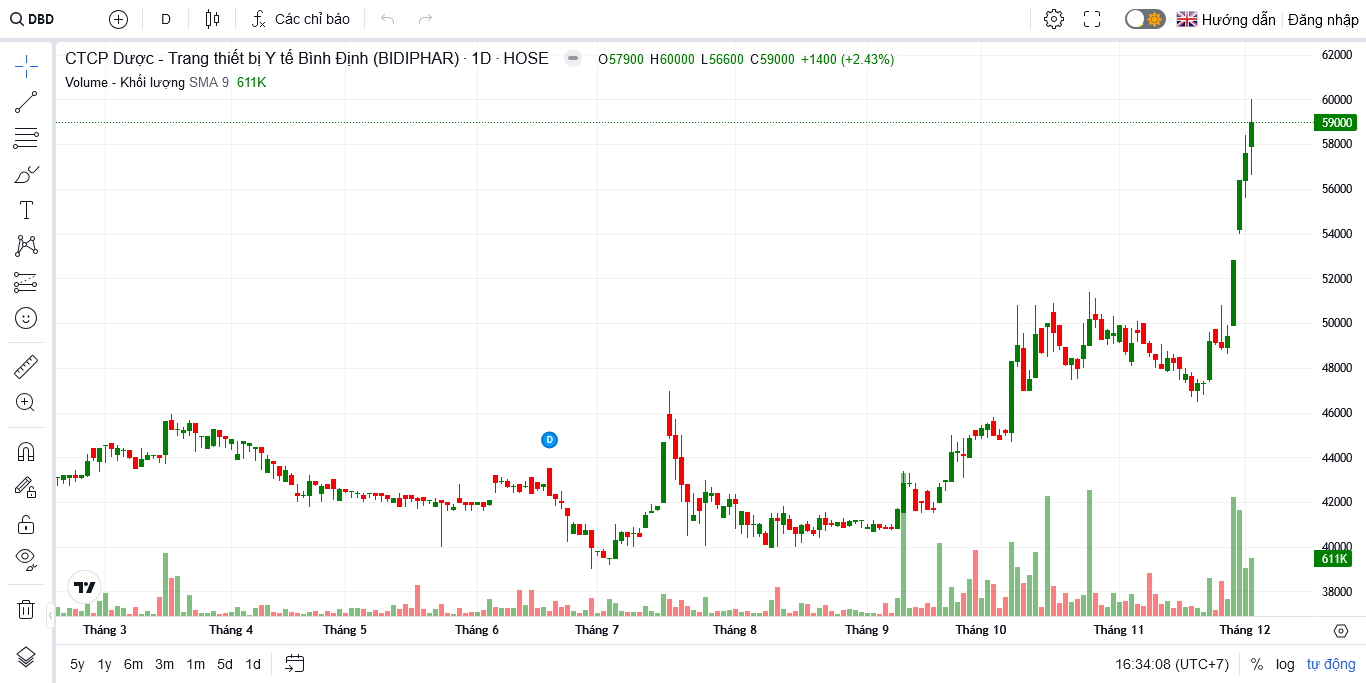 DBD D Các chỉ báo Hướng dẫn Đăng nhập
CTCP Dược - Trang thiết bị Y tế Bình Định (BIDIPHAR) · 1D · HOSE O57900 H60000 L56600 C59000 +1400 (+2.43%)
Volume - Khối lượng SMA 9 611K
62000
60000
59000
58000
56000
54000
52000
50000
48000
46000
44000
42000
40000
611K
38000
D
Tháng 3 Tháng 4 Tháng 5 Tháng 6 Tháng 7 Tháng 8 Tháng 9 Tháng 10 Tháng 11 Tháng 12
5y 1y 6m 3m 1m 5d 1d 16:34:08 (UTC+7) % log tự động